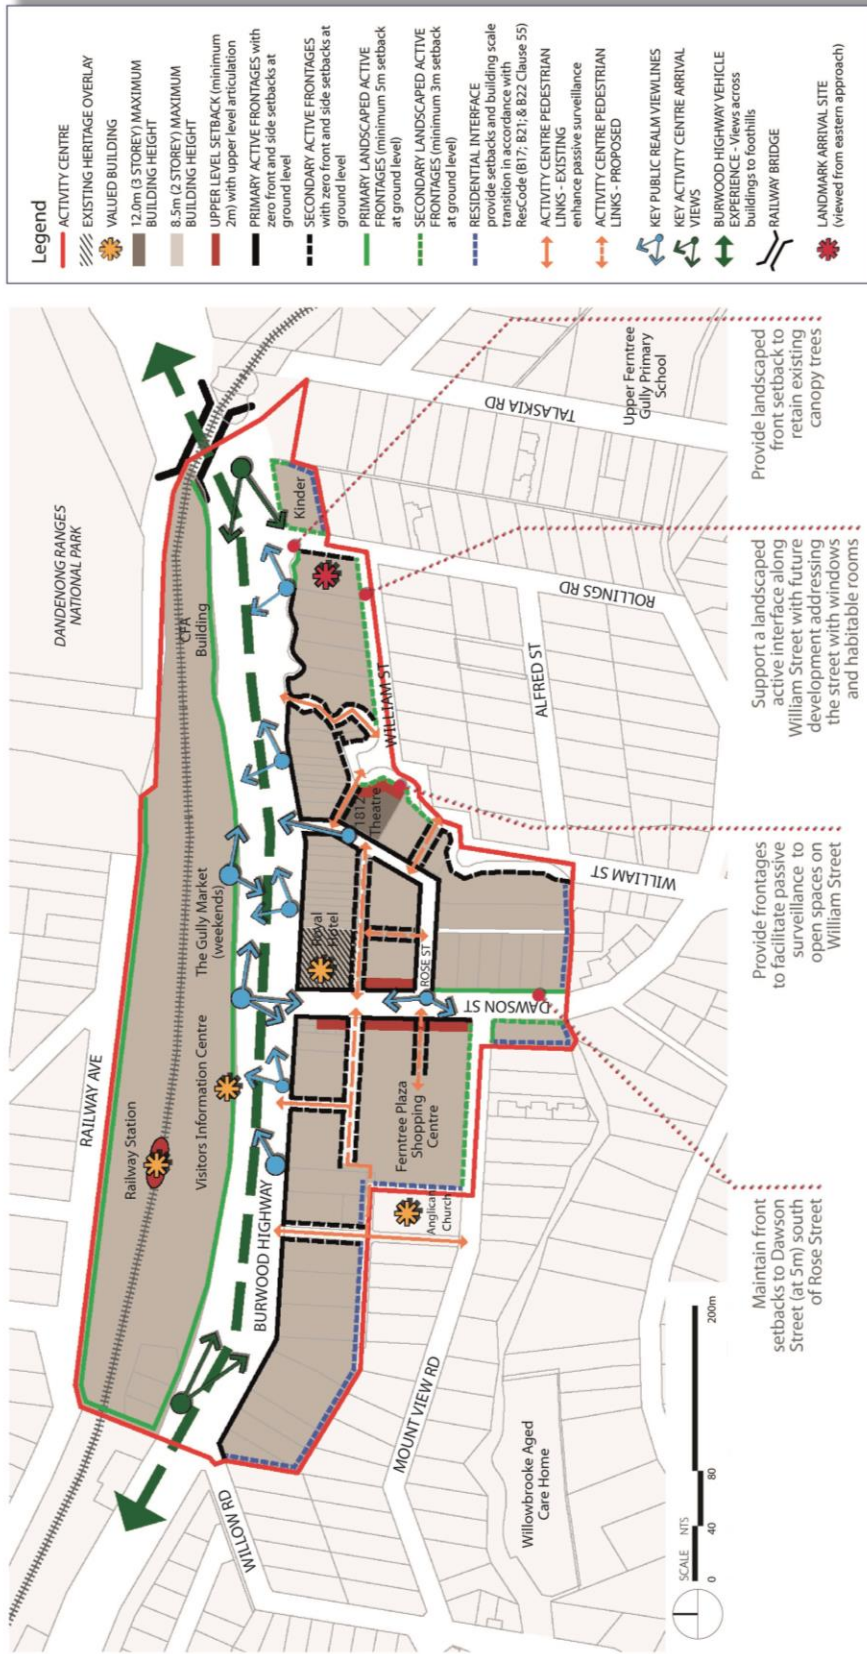 Legend
ACTIVITY CENTRE
EXISTING HERITAGE OVERLAY
VALUED BUILDING
12.0m (3 STOREY) MAXIMUM
BUILDING HEIGHT
8.5m (2 STOREY) MAXIMUM
BUILDING HEIGHT
UPPER LEVEL SETBACK (minimum
2m) with upper level articulation
PRIMARY ACTIVE FRONTAGES with
zero front and side setbacks at
ground level
SECONDARY ACTIVE FRONTAGES
with zero front and side setbacks at
ground level
PRIMARY LANDSCAPED ACTIVE
FRONTAGES (minimum 5m setback
at ground level)
SECONDARY LANDSCAPED ACTIVE
FRONTAGES (minimum 3m setback
at ground level)
RESIDENTIAL INTERFACE
provide setbacks and building scale
transition in accordance with
ResCode (B17; B21; & B22 Clause 55)
ACTIVITY CENTRE PEDESTRIAN
LINKS - EXISTING
enhance passive surveillance
ACTIVITY CENTRE PEDESTRIAN
LINKS - PROPOSED
KEY PUBLIC REALM VIEWLINES
KEY ACTIVITY CENTRE ARRIVAL
VIEWS
BURWOOD HIGHWAY VEHICLE
EXPERIENCE - Views across
buildings to foothills
RAILWAY BRIDGE
LANDMARK ARRIVAL SITE
(viewed from eastern approach)
DANDENONG RANGES
NATIONAL PARK
RAILWAY AVE
CFA
Building
The Gully Market
(weekends)
Railway Station
Visitors Information Centre
BURWOOD HIGHWAY
Kinder
TALASKIA RD
Upper Ferntree
Gully Primary
School
ROLLINGS RD
WILLIAM ST
ALFRED ST
1812
Theatre
Royal
Hotel
ROSE ST
DAWSON ST
WILLIAM ST
Ferntree Plaza
Shopping
Centre
Anglican
Church
MOUNT VIEW RD
WILLOW RD
Willowbrooke Aged
Care Home
SCALE NTS
0 40 80 200m
Maintain front
setbacks to Dawson
Street (at 5m) south
of Rose Street
Provide frontages
to facilitate passive
surveillance to
open spaces on
William Street
Support a landscaped
active interface along
William Street with future
development addressing
the street with windows
and habitable rooms
Provide landscaped
front setback to
retain existing
canopy trees